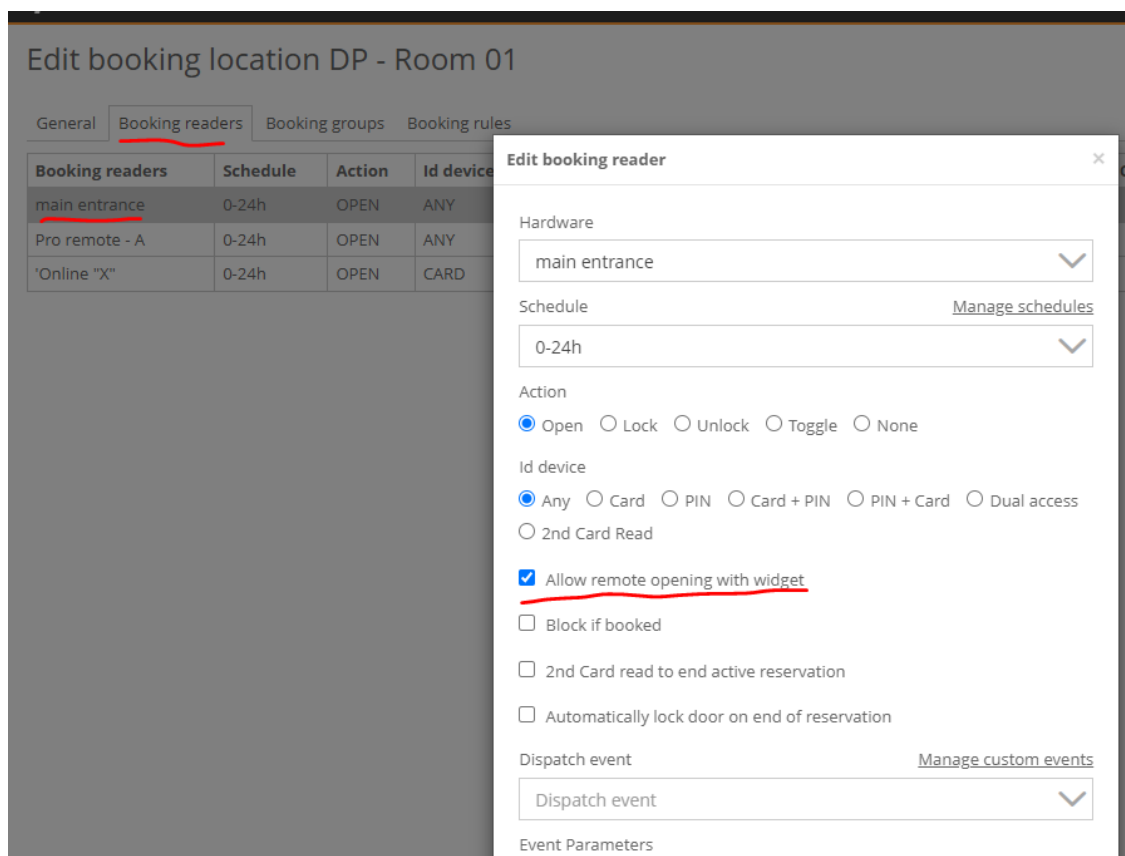 Edit booking location DP - Room 01
General Booking readers Booking groups Booking rules
Booking readers Schedule Action Id device
main entrance 0-24h OPEN ANY
Pro remote - A 0-24h OPEN ANY
'Online "X" 0-24h OPEN CARD
Edit booking reader ×
Hardware
main entrance
Schedule Manage schedules
0-24h
Action
Open Lock Unlock Toggle None
Id device
Any Card PIN Card + PIN PIN + Card Dual access
2nd Card Read
Allow remote opening with widget
Block if booked
2nd Card read to end active reservation
Automatically lock door on end of reservation
Dispatch event Manage custom events
Dispatch event
Event Parameters